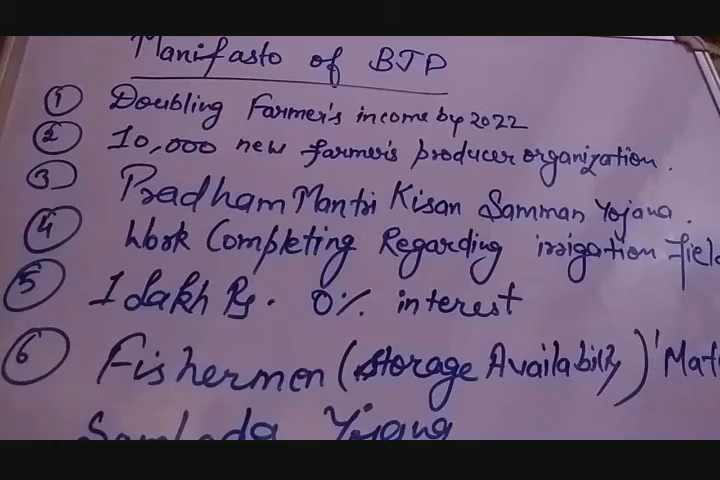 Manifasto of BJP
① Doubling Farmer's income by 2022
② 10,000 new farmer's producer organization.
③ Pradham Mantri Kisan Samman Yojana.
④ Work Completing Regarding irrigation field
⑤ 1 lakh Rs. 0% interest
⑥ Fishermen (storage Availability) 'Mat
Yojana